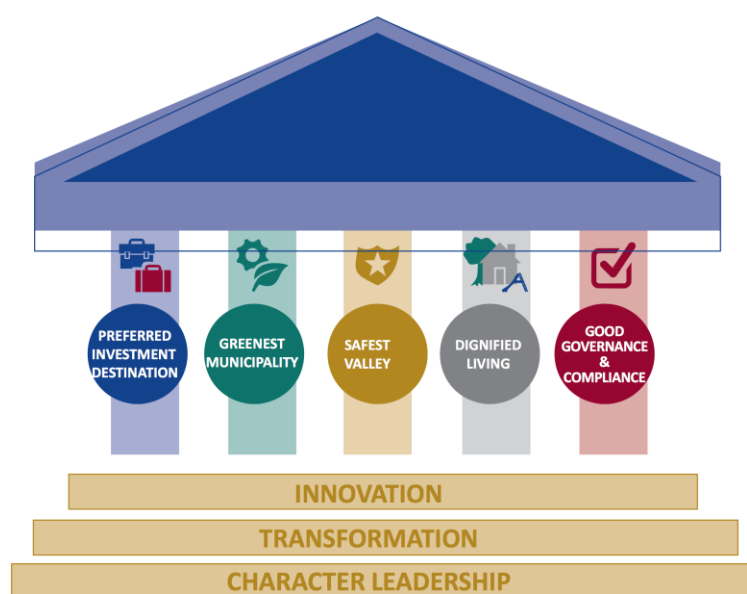 PREFERRED
INVESTMENT
DESTINATION
GREENEST
MUNICIPALITY
SAFEST
VALLEY
DIGNIFIED
LIVING
GOOD
GOVERNANCE
&
COMPLIANCE
INNOVATION
TRANSFORMATION
CHARACTER LEADERSHIP